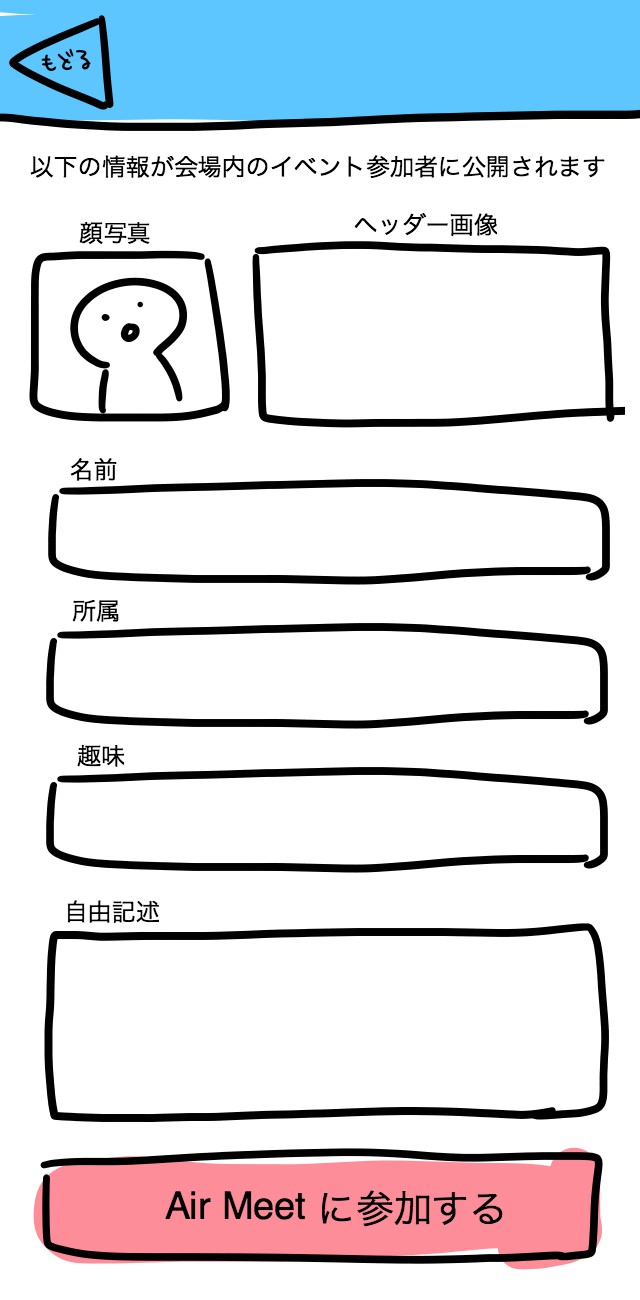 もどる
以下の情報が会場内のイベント参加者に公開されます
顔写真
ヘッダー画像
名前
所属
趣味
自由記述
Air Meet に参加する